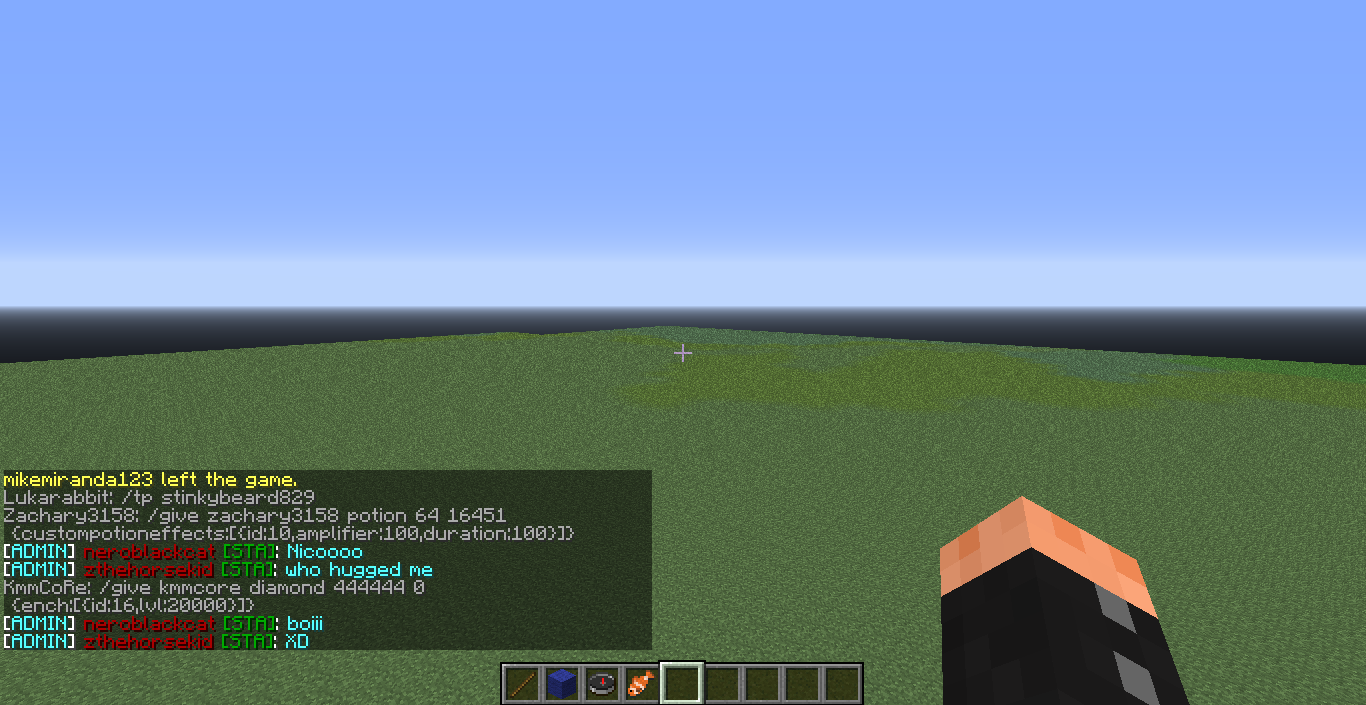 mikemiranda123 left the game.
Lukarabbit: /tp stinkybeard829
Zachary3158: /give zachary3158 potion 64 16451
{custompotioneffects:[{id:10,amplifier:100,duration:100}]}
[ADMIN] neroblackcat [STA]: Nicoooo
[ADMIN] zthehorsekid [STA]: who hugged me
KmmCoRe: /give kmmcore diamond 444444 0
{ench:[{id:16,lvl:20000}]}
[ADMIN] neroblackcat [STA]: boiii
[ADMIN] zthehorsekid [STA]: XD